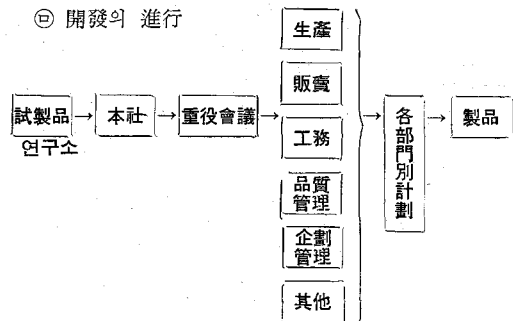 ㉤ 開發의 進行
試製品 → 本社 → 重役會議 →
연구소
生產
販賣
工務
品質
管理
企劃
管理
其他
→ 各部門別計劃 → 製品